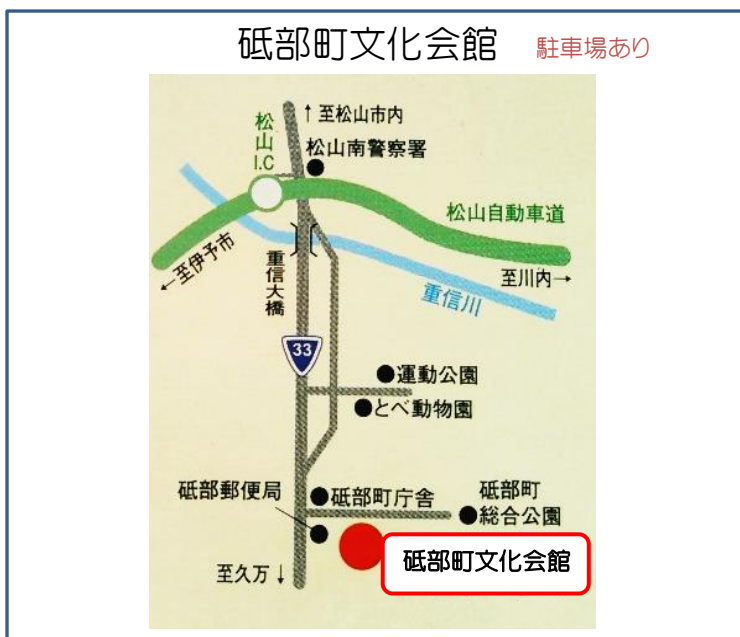 砥部町文化会館 駐車場あり
↑至松山市内
松山I.C
松山南警察署
松山自動車道
←至伊予市
重信大橋
至川内→
重信川
33
運動公園
とべ動物園
砥部郵便局
砥部町庁舎
砥部町
総合公園
砥部町文化会館
至久万↓